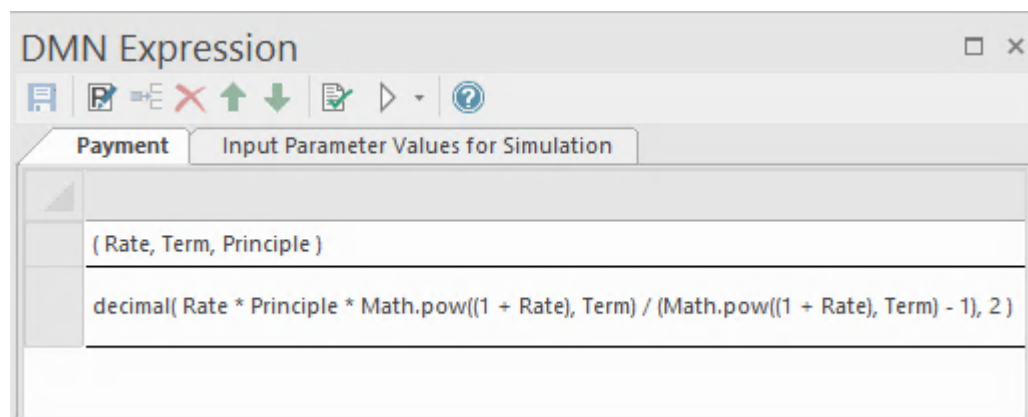 DMN Expression
Payment Input Parameter Values for Simulation
( Rate, Term, Principle )
decimal( Rate * Principle * Math.pow((1 + Rate), Term) / (Math.pow((1 + Rate), Term) - 1), 2 )